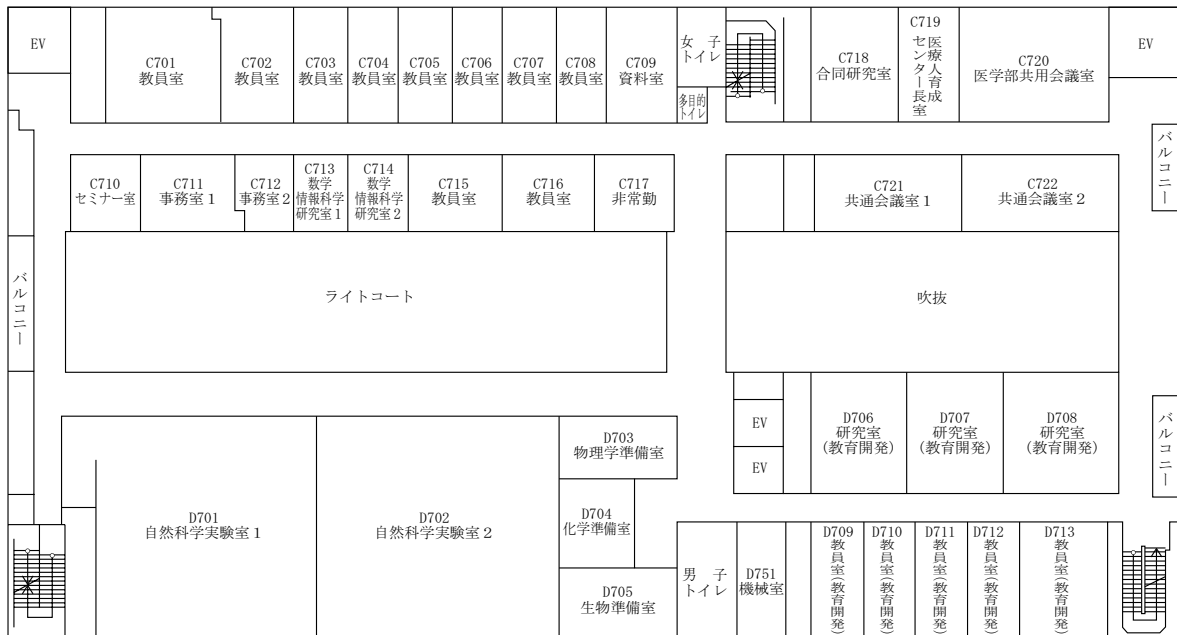 EV
C701
教員室
C702
教員室
C703
教員室
C704
教員室
C705
教員室
C706
教員室
C707
教員室
C708
教員室
C709
資料室
女 子
トイレ
多目的
トイレ
C718
合同研究室
C719
医療人育成
センター長室
C720
医学部共用会議室
EV
バルコニー
C710
セミナー室
C711
事務室1
C712
事務室2
C713
数学
情報科学
研究室1
C714
数学
情報科学
研究室2
C715
教員室
C716
教員室
C717
非常勤
C721
共通会議室1
C722
共通会議室2
バルコニー
ライトコート
吹抜
EV
EV
D706
研究室
(教育開発)
D707
研究室
(教育開発)
D708
研究室
(教育開発)
バルコニー
D701
自然科学実験室1
D702
自然科学実験室2
D703
物理学準備室
D704
化学準備室
D705
生物準備室
男 子
トイレ
D751
機械室
D709
教員室(教育開発)
D710
教員室(教育開発)
D711
教員室(教育開発)
D712
教員室(教育開発)
D713
教員室(教育開発)